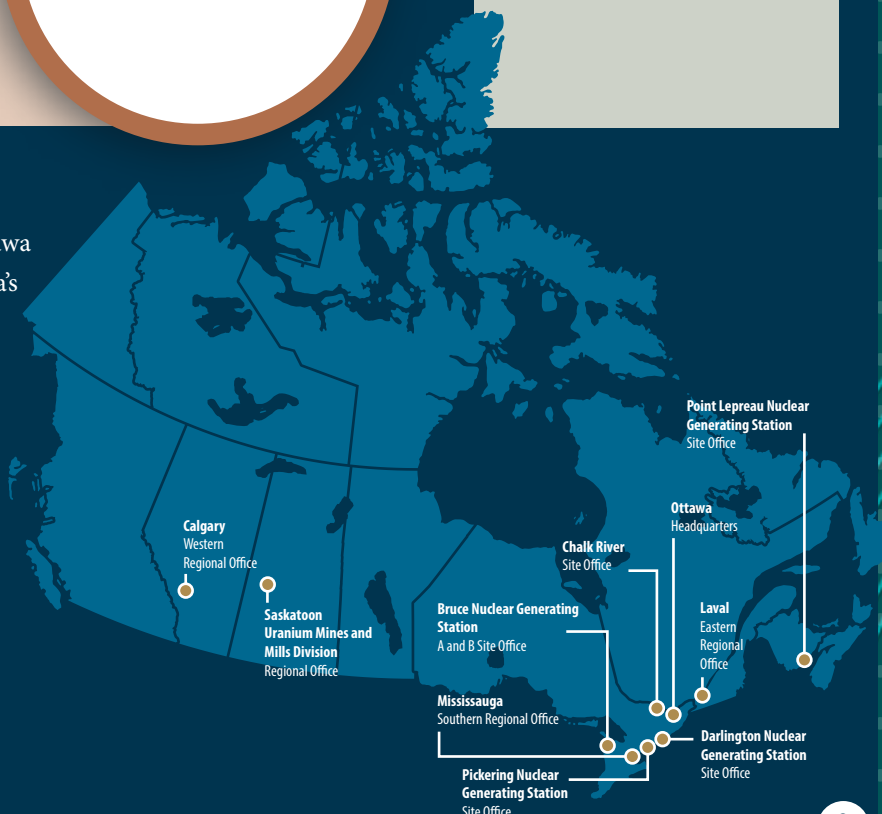 a's
Point Lepreau Nuclear
Generating Station
Site Office
Ottawa
Headquarters
Calgary
Western
Regional Office
Chalk River
Site Office
Saskatoon
Uranium Mines and
Mills Division
Regional Office
Bruce Nuclear Generating
Station
A and B Site Office
Laval
Eastern
Regional
Office
Mississauga
Southern Regional Office
Darlington Nuclear
Generating Station
Site Office
Pickering Nuclear
Generating Station
Site Office